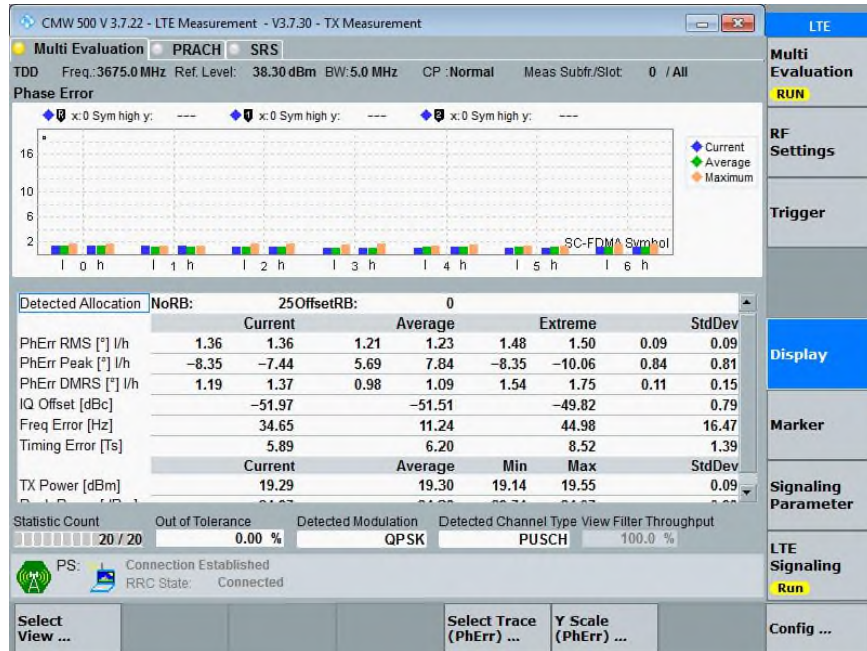 CMW 500 V 3.7.22 - LTE Measurement - V3.7.30 - TX Measurement
LTE
Multi Evaluation PRACH SRS
Multi Evaluation
RUN
TDD Freq.:3675.0 MHz Ref. Level: 38.30 dBm BW:5.0 MHz CP :Normal Meas Subfr./Slot: 0 / All
Phase Error
0 x:0 Sym high y: --- 1 x:0 Sym high y: --- 2 x:0 Sym high y: ---
RF Settings
Current
Average
Maximum
16
10
6
2
SC-FDMA Symbol
l 0 h l 1 h l 2 h l 3 h l 4 h l 5 h l 6 h
Trigger
Detected Allocation NoRB: 25 OffsetRB: 0
Current Average Extreme StdDev
PhErr RMS [°] l/h 1.36 1.36 1.21 1.23 1.48 1.50 0.09 0.09
PhErr Peak [°] l/h -8.35 -7.44 5.69 7.84 -8.35 -10.06 0.84 0.81
PhErr DMRS [°] l/h 1.19 1.37 0.98 1.09 1.54 1.75 0.11 0.15
IQ Offset [dBc] -51.97 -51.51 -49.82 0.79
Freq Error [Hz] 34.65 11.24 44.98 16.47
Timing Error [Ts] 5.89 6.20 8.52 1.39
Current Average Min Max StdDev
TX Power [dBm] 19.29 19.30 19.14 19.55 0.09
Display
Marker
Signaling Parameter
Statistic Count Out of Tolerance Detected Modulation Detected Channel Type View Filter Throughput
20 / 20 0.00 % QPSK PUSCH 100.0 %
LTE Signaling
Run
PS: Connection Established
RRC State: Connected
Select View ...
Select Trace (PhErr) ...
Y Scale (PhErr) ...
Config ...